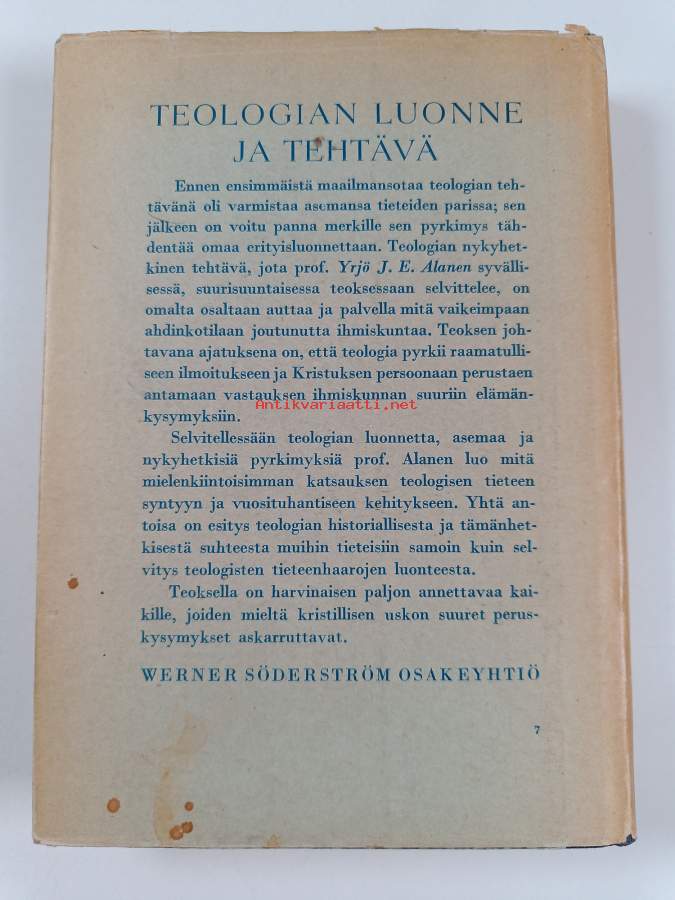 TEOLOGIAN LUONNE
JA TEHTÄVÄ
Ennen ensimmäistä maailmansotaa teologian teh-
tävänä oli varmistaa asemansa tieteiden parissa; sen
jälkeen on voitu panna merkille sen pyrkimys täh-
dentää omaa erityisluonnettaan. Teologian nykyhet-
kinen tehtävä, jota prof. Yrjö J. E. Alanen syvälli-
sessä, suurisuuntaisessa teoksessaan selvittelee, on
omalta osaltaan auttaa ja palvella mitä vaikeimpaan
ahdinkotilaan joutunutta ihmiskuntaa. Teoksen joh-
tavana ajatuksena on, että teologia pyrkii raamatulli-
seen ilmoitukseen ja Kristuksen persoonaan perustaen
antamaan vastauksen ihmiskunnan suuriin elämän-
Antikvariaatti.net
kysymyksiin.
Selvitellessään teologian luonnetta, asemaa ja
nykyhetkisiä pyrkimyksiä prof. Alanen luo mitä
mielenkiintoisimman katsauksen teologisen tieteen
syntyyn ja vuosituhantiseen kehitykseen. Yhtä an-
toisa on esitys teologian historiallisesta ja tämänhet-
kisestä suhteesta muihin tieteisiin samoin kuin sel-
vitys teologisten tieteenhaarojen luonteesta.
Teoksella on harvinaisen paljon annettavaa kai-
kille, joiden mieltä kristillisen uskon suuret perus-
kysymykset askarruttavat.
WERNER SÖDERSTRÖM OSAKEYHTIÖ
7